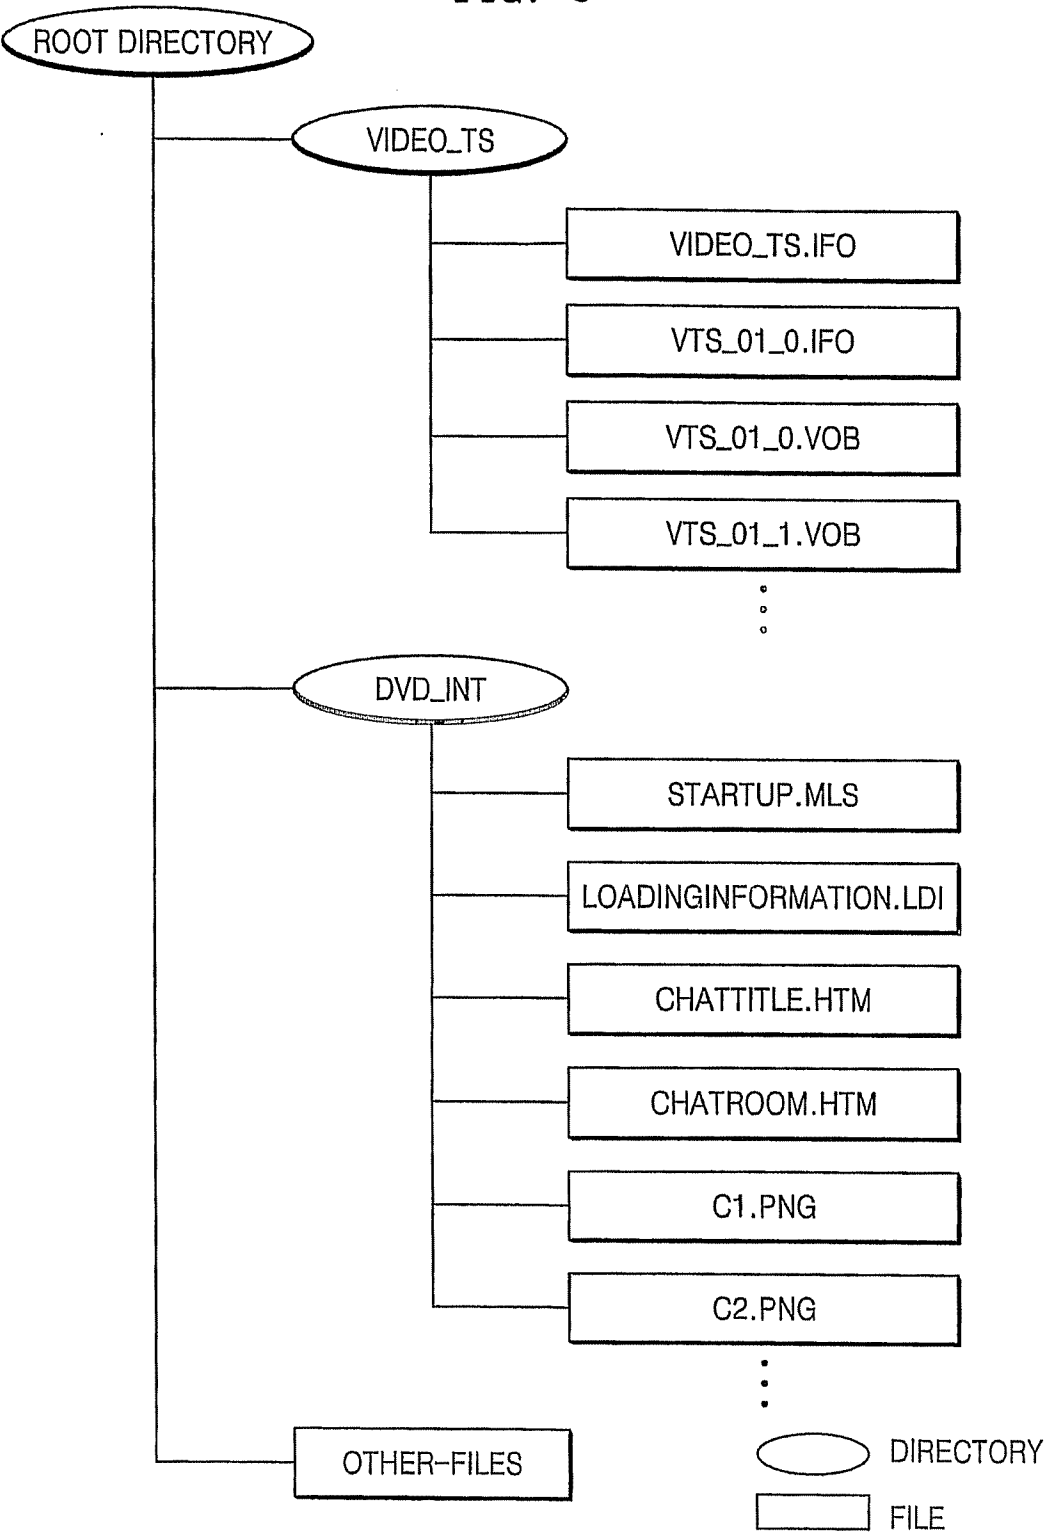 ROOT DIRECTORY
VIDEO_TS
VIDEO_TS.IFO
VTS_01_0.IFO
VTS_01_0.VOB
VTS_01_1.VOB
DVD_INT
STARTUP.MLS
LOADINGINFORMATION.LDI
CHATTITLE.HTM
CHATROOM.HTM
C1.PNG
C2.PNG
OTHER-FILES
DIRECTORY
FILE